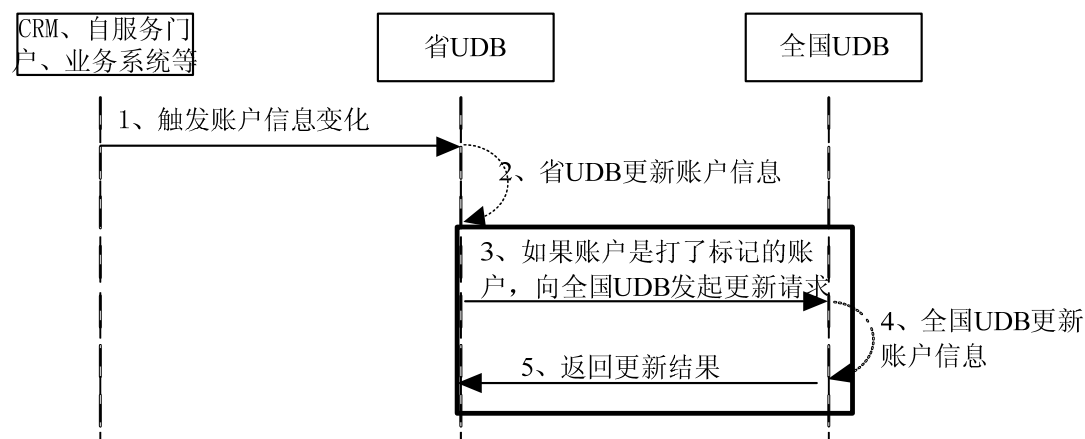 CRM、自服务门
户、业务系统等
省UDB
全国UDB
1、触发账户信息变化
2、省UDB更新账户信息
3、如果账户是打了标记的账
户，向全国UDB发起更新请求
4、全国UDB更新
账户信息
5、返回更新结果